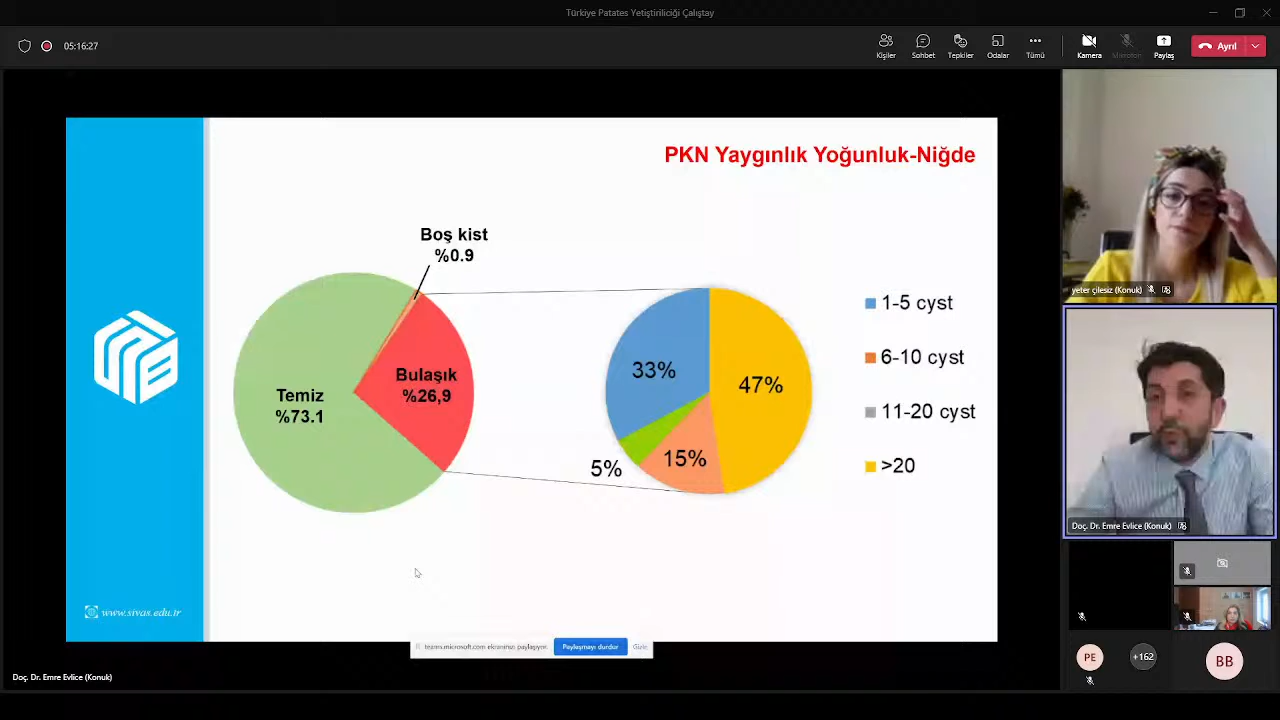 Türkiye Patates Yetiştiriciliği Çalıştay
05:16:27
Kişiler
Sohbet
Tepkiler
Odalar
Tümü
Kamera
Mikrofon
Paylaş
Ayrıl
PKN Yaygınlık Yoğunluk-Niğde
Boş kist
%0.9
Bulaşık
%26,9
Temiz
%73.1
33%
47%
15%
5%
1-5 cyst
6-10 cyst
11-20 cyst
>20
www.sivas.edu.tr
teams.microsoft.com ekranınızı paylaşıyor.
Paylaşmayı durdur
Gizle
Doç. Dr. Emre Evlice (Konuk)
yeter çilesiz (Konuk)
Doç. Dr. Emre Evlice (Konuk)
PE
+162
BB